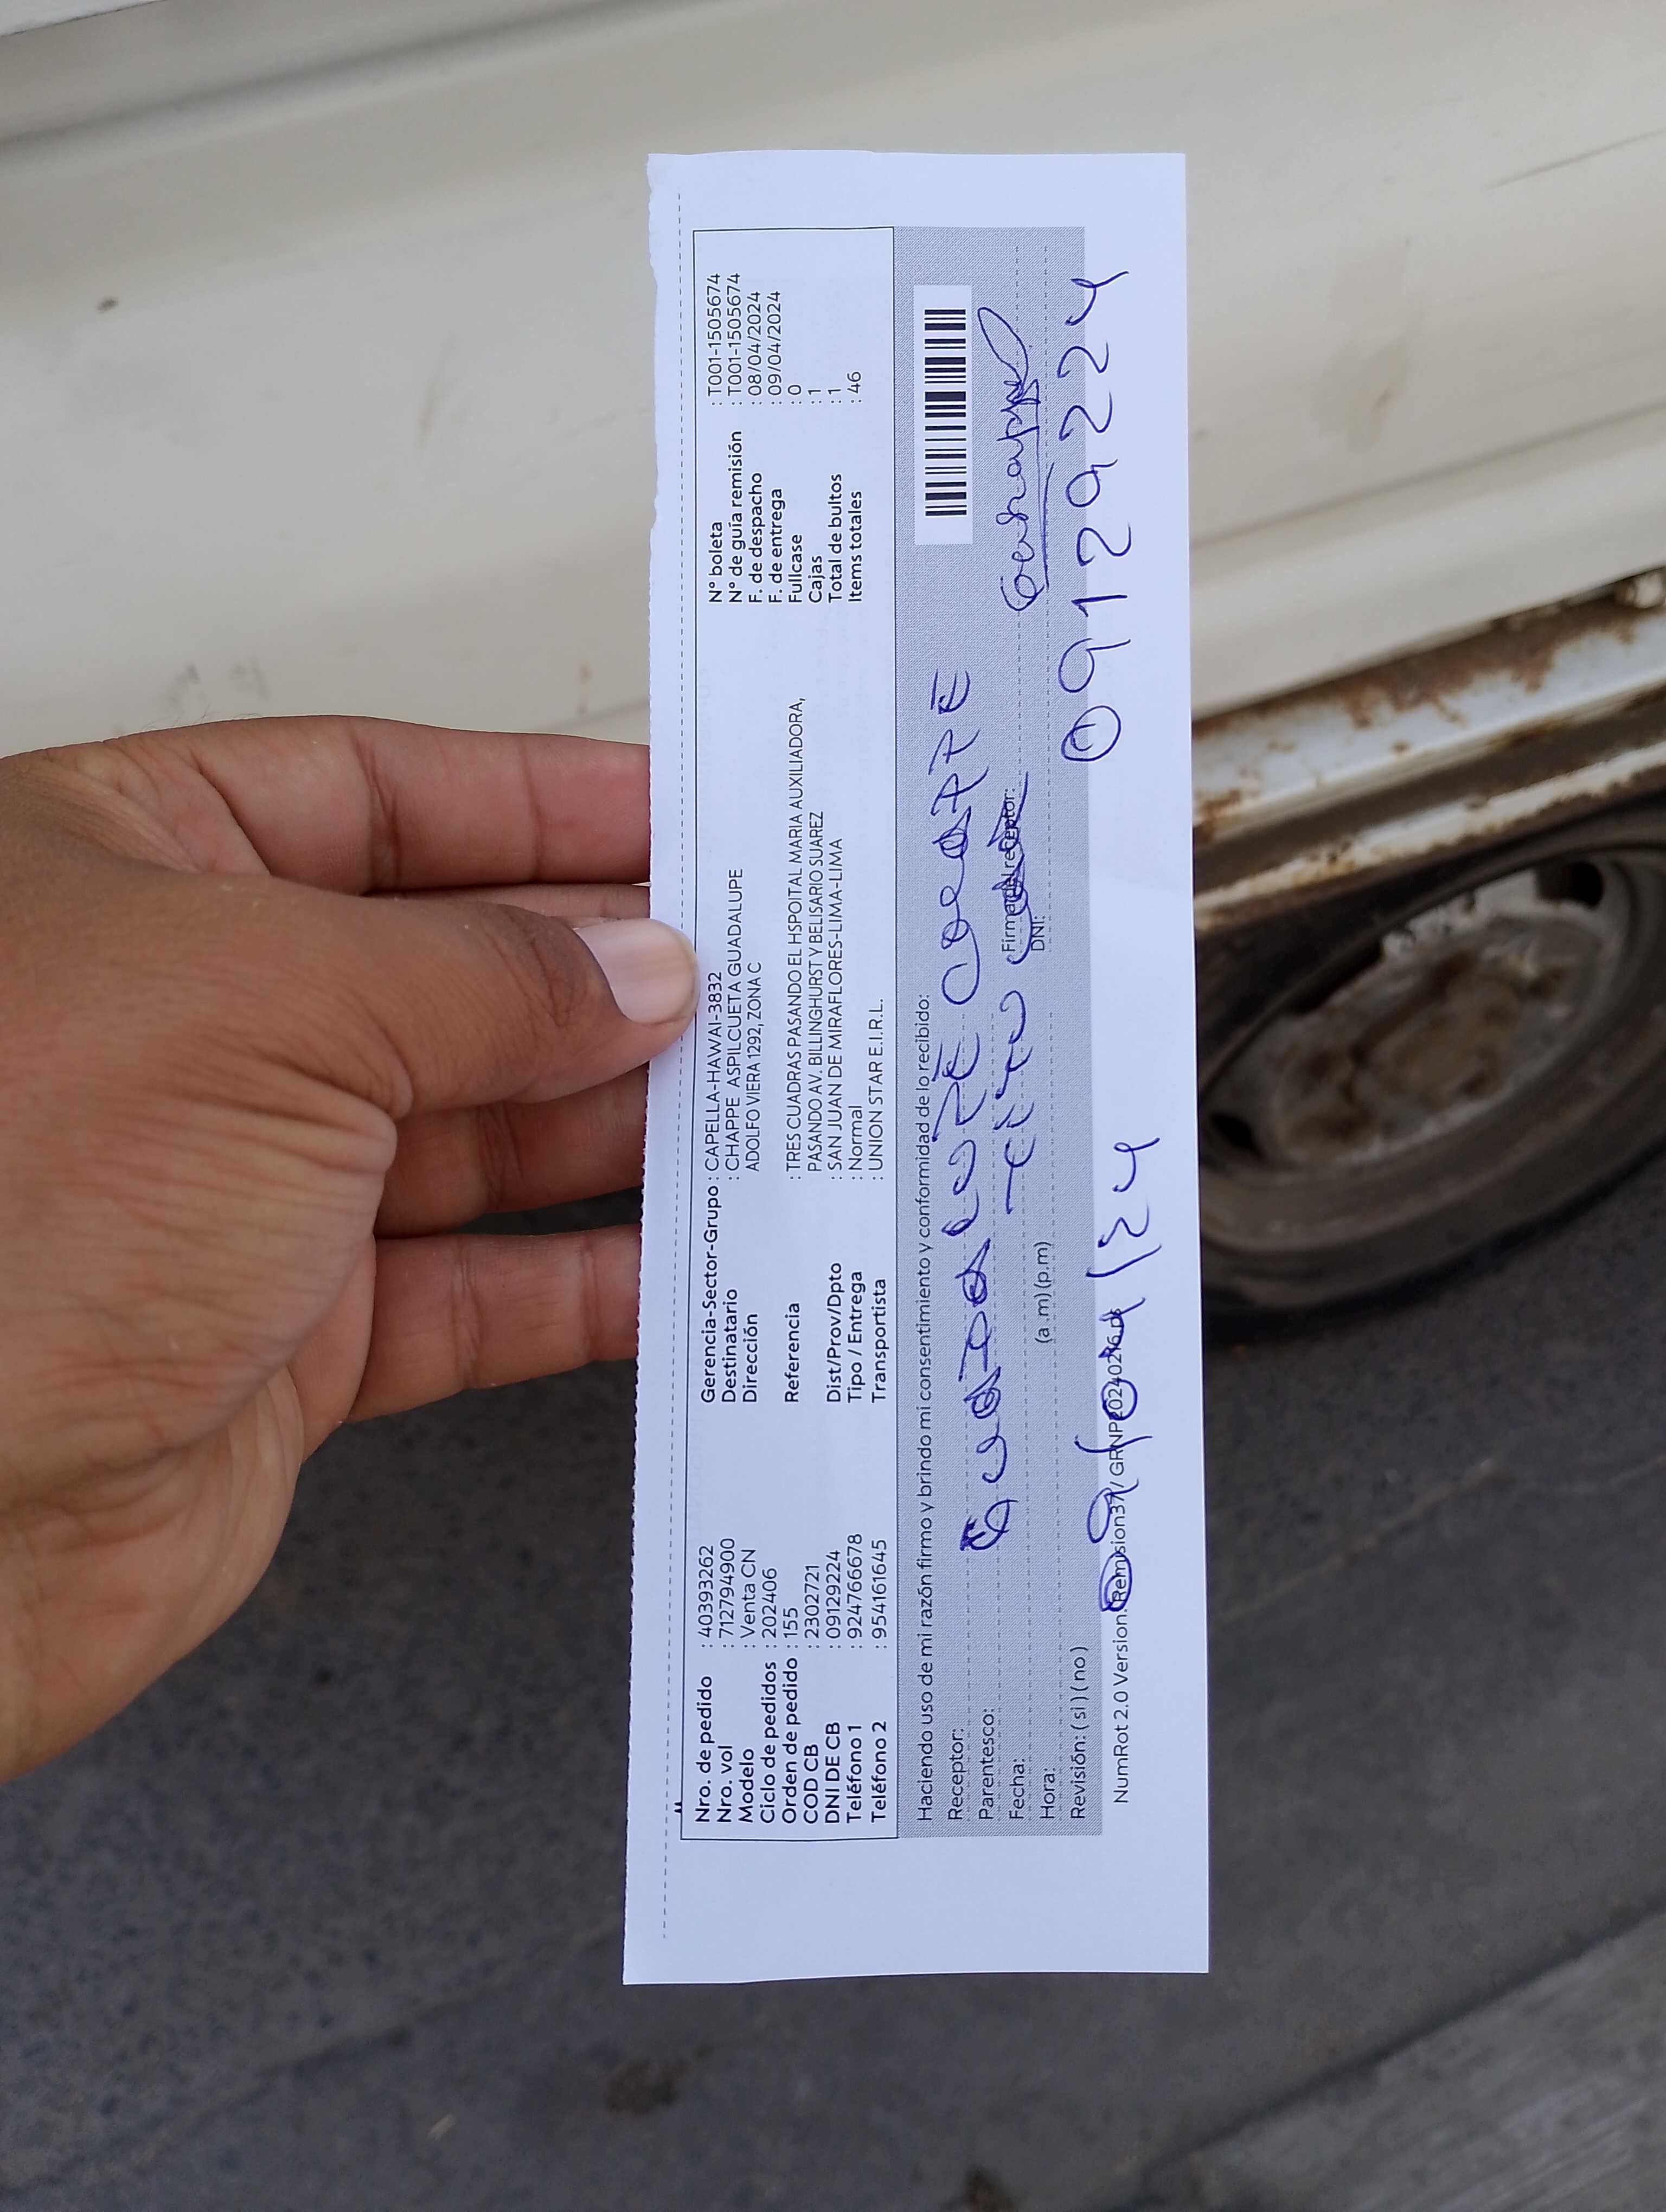 Nro. de pedido : 40393262
Nro. vol : 712794900
Modelo : Venta CN
Ciclo de pedidos : 202406
Orden de pedido : 155
COD CB : 2302721
DNI DE CB : 09129224
Teléfono 1 : 924766678
Teléfono 2 : 954161645
Gerencia-Sector-Grupo : CAPELLA-HAWAI-3832
Destinatario : CHAPPE ASPILCUETA GUADALUPE
Dirección ADOLFO VIERA 1292, ZONA C
Referencia : TRES CUADRAS PASANDO EL HSPOITAL MARIA AUXILIADORA,
PASANDO AV. BILLINGHURST Y BELISARIO SUAREZ
Dist/Prov/Dpto : SAN JUAN DE MIRAFLORES-LIMA-LIMA
Tipo / Entrega : Normal
Transportista : UNION STAR E.I.R.L.
N° boleta : T001-1505674
N° de guía remisión : T001-1505674
F. de despacho : 08/04/2024
F. de entrega : 09/04/2024
Fullcase : 0
Cajas : 1
Total de bultos : 1
Items totales : 46
Haciendo uso de mi razón firmo y brindo mi consentimiento y conformidad de lo recibido:
Receptor: GUADALUPE CHAPPE
Parentesco:
Fecha: Firma del receptor:
Hora: (a .m) (p.m) DNI: 09129224
Revisión: ( si ) ( no )
09/04/24
NumRot 2.0 Version